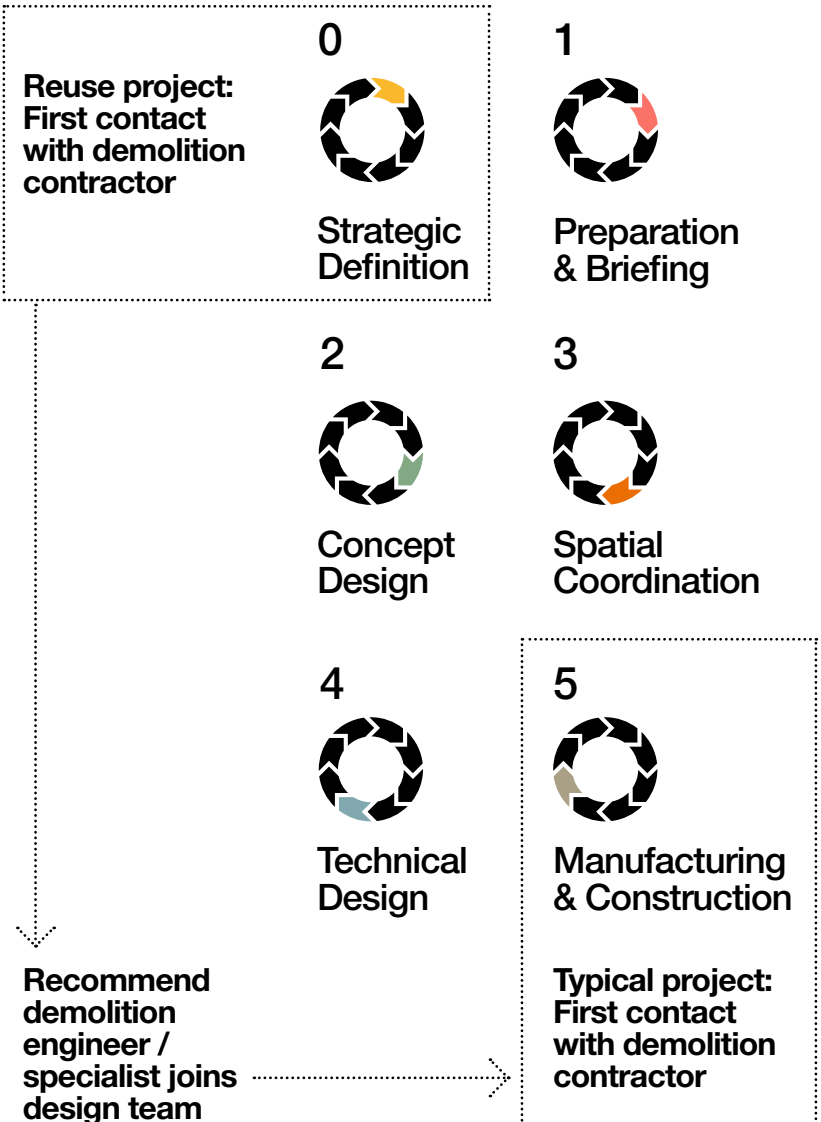 Reuse project:
First contact
with demolition
contractor
0
Strategic
Definition
1
Preparation
& Briefing
2
Concept
Design
3
Spatial
Coordination
4
Technical
Design
5
Manufacturing
& Construction
Recommend
demolition
engineer /
specialist joins
design team
Typical project:
First contact
with demolition
contractor